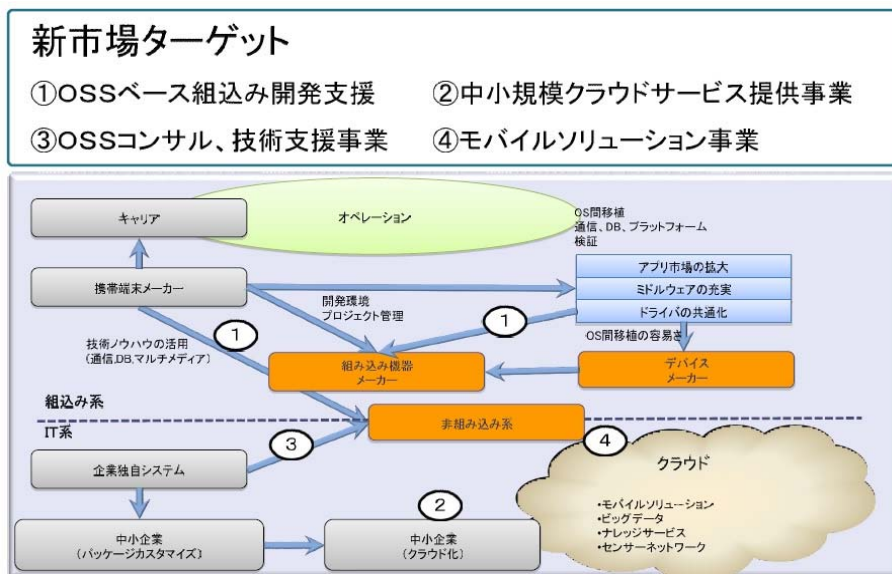 新市場ターゲット
①OSSベース組込み開発支援
②中小規模クラウドサービス提供事業
③OSSコンサル、技術支援事業
④モバイルソリューション事業
キャリア
オペレーション
OS間移植
通信、DB、プラットフォーム
検証
携帯端末メーカー
アプリ市場の拡大
ミドルウェアの充実
ドライバの共通化
開発環境
プロジェクト管理
①
①
技術ノウハウの活用
(通信,DB,マルチメディア)
OS間移植の容易さ
組み込み機器
メーカー
デバイス
メーカー
組込み系
IT系
非組み込み系
③
④
企業独自システム
クラウド
②
・モバイルソリューション
・ビッグデータ
・ナレッジサービス
・センサーネットワーク
中小企業
(パッケージカスタマイズ)
中小企業
(クラウド化)